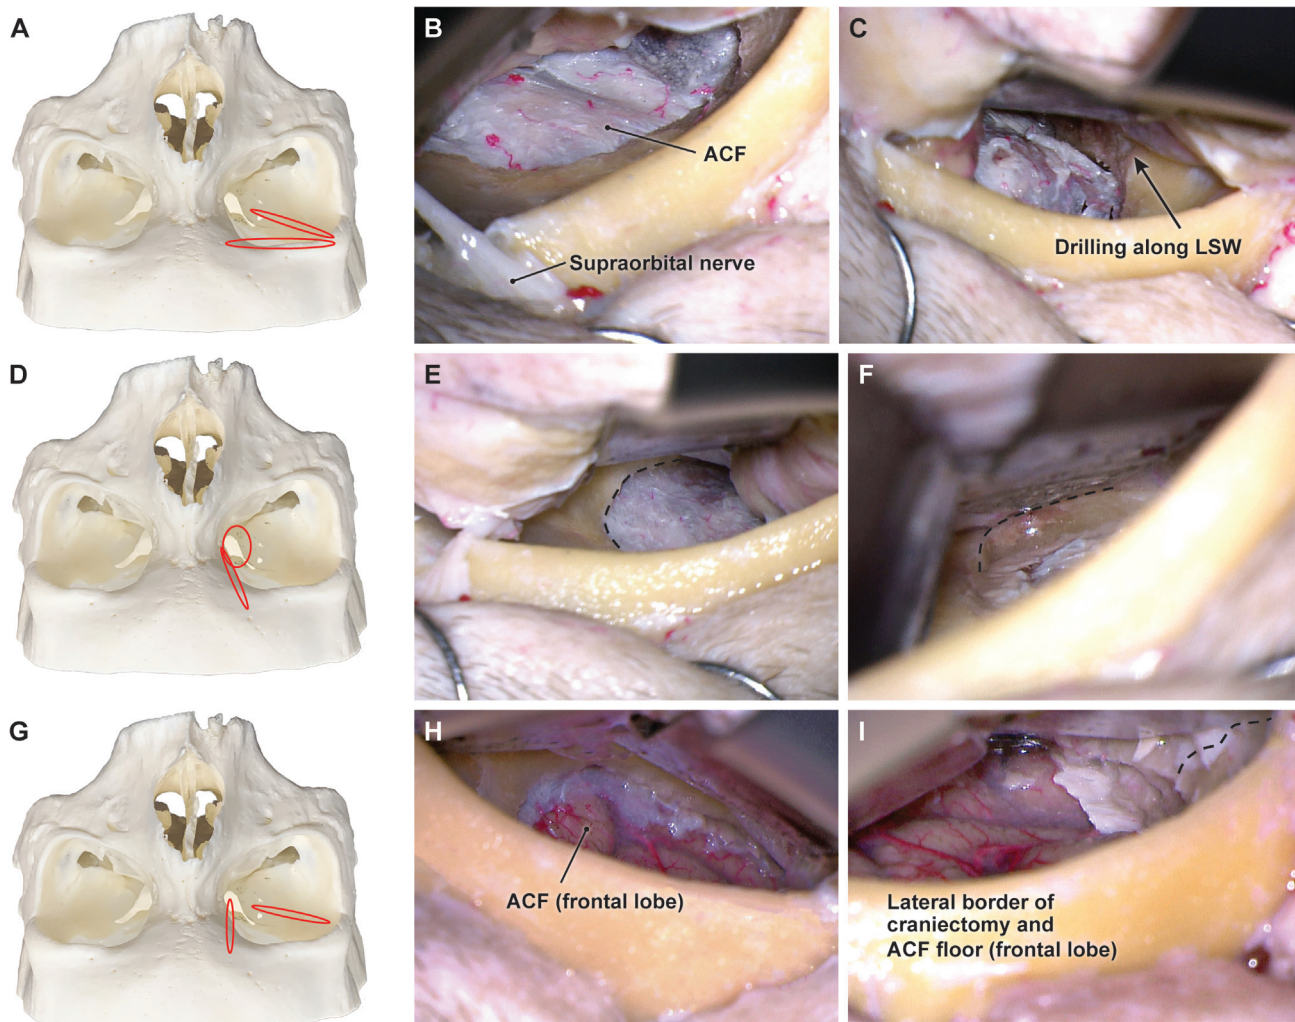 A
B
ACF
Supraorbital nerve
C
Drilling along LSW
D
E
F
G
H
ACF (frontal lobe)
I
Lateral border of
craniectomy and
ACF floor (frontal lobe)